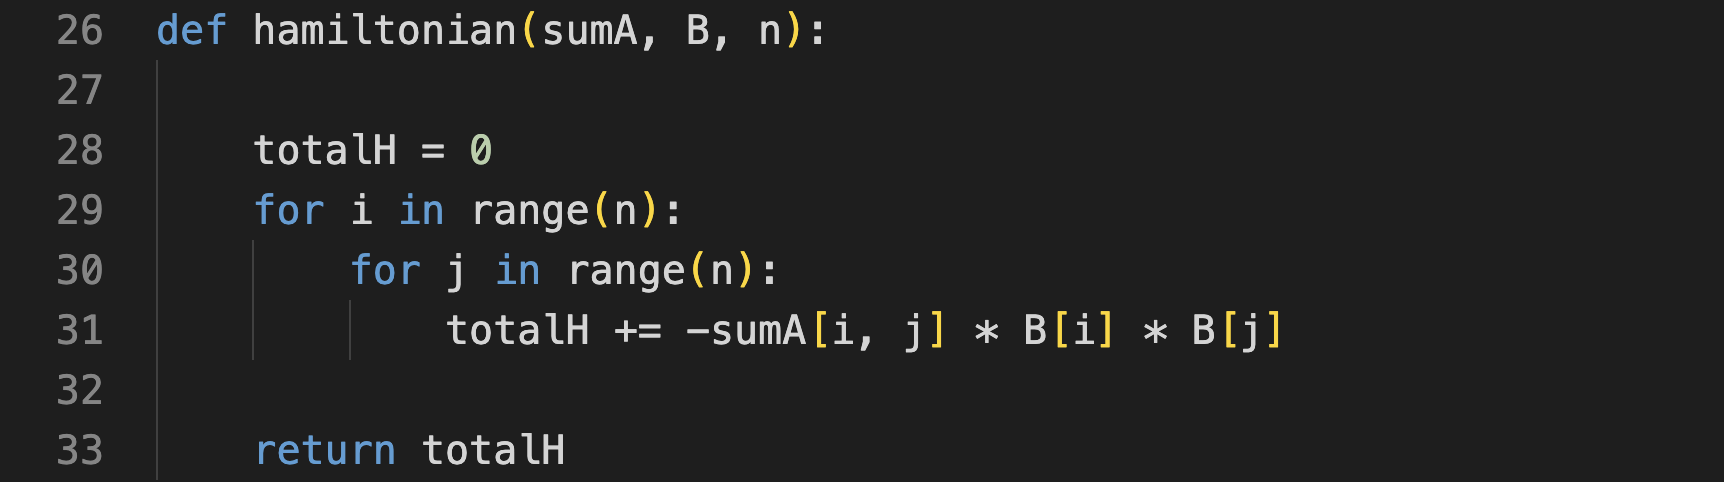 26 def hamiltonian(sumA, B, n):
27
28     totalH = 0
29     for i in range(n):
30         for j in range(n):
31             totalH += -sumA[i, j] * B[i] * B[j]
32
33     return totalH